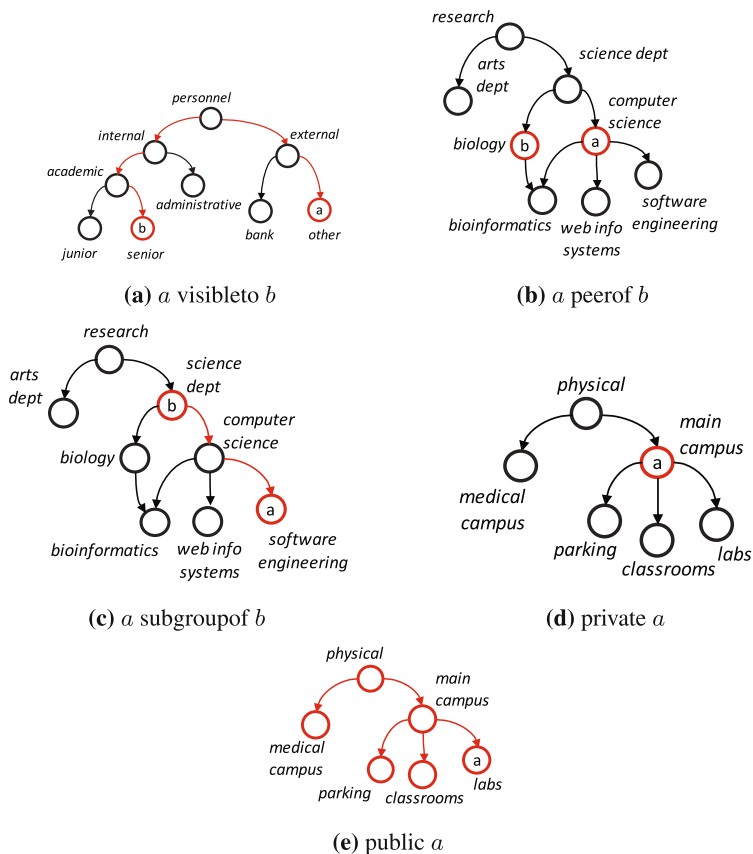 personnel
internal
external
academic
administrative
b
a
junior
senior
bank
other
(a) a visibleto b
research
arts
dept
science dept
computer
science
biology
b
a
bioinformatics
web info
systems
software
engineering
(b) a peerof b
research
arts
dept
science
dept
b
computer
science
biology
a
bioinformatics
web info
systems
software
engineering
(c) a subgroupof b
physical
main
campus
a
medical
campus
parking
classrooms
labs
(d) private a
physical
main
campus
medical
campus
a
parking
classrooms
labs
(e) public a